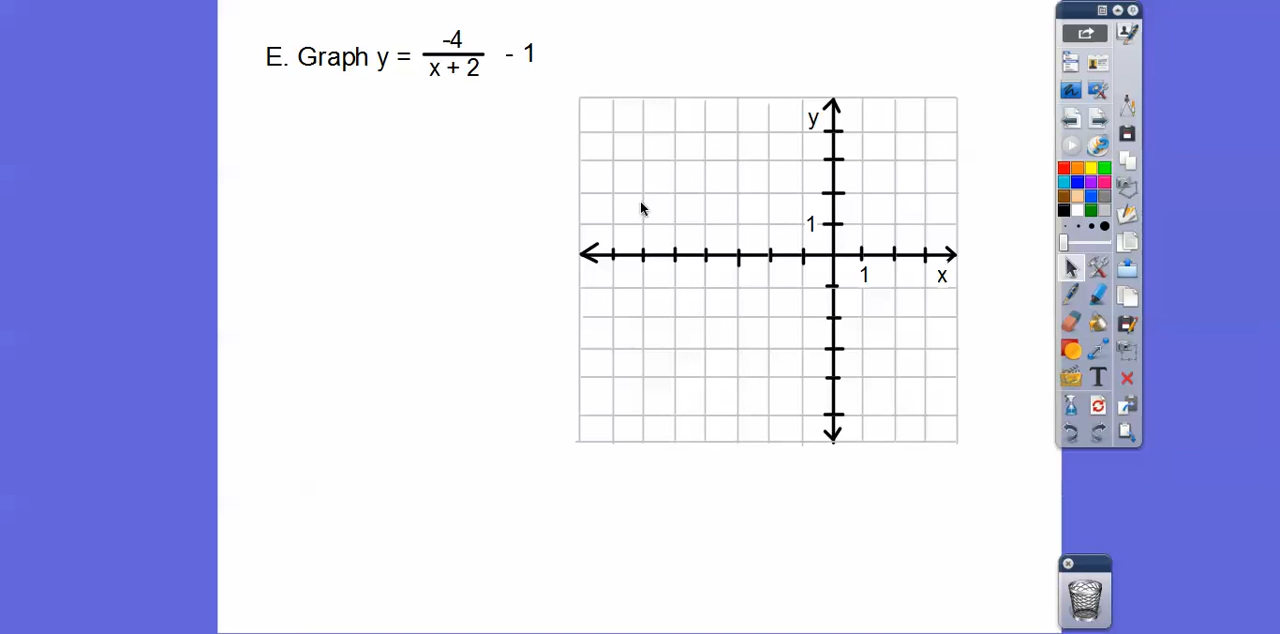 E. Graph y = -4 / x + 2 - 1
y
1
1
x
T